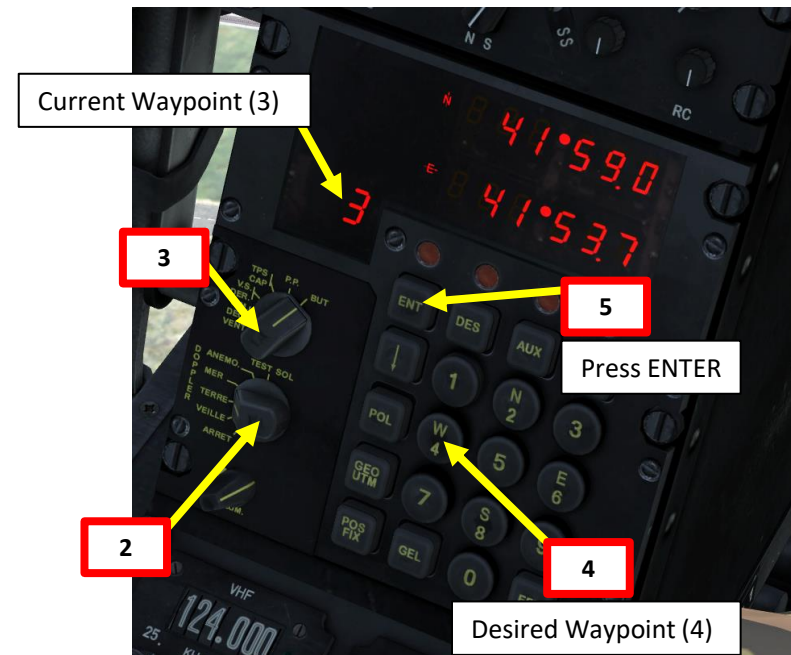 N S
SS
RC
Current Waypoint (3)
N
41°59.0
E
41°53.7
3
3
TPS
CAP
P.P.
BUT
V.S.
DER.
VENT
DOPPLER
ANEMO.
TEST SOL
MER
TERRE
VEILLE
ARRET
ENT
DES
AUX
5
Press ENTER
↓
1
N
2
3
POL
W
4
5
E
6
GEO
UTM
7
S
8
POS
FIX
GEL
0
2
4
Desired Waypoint (4)
VHF
124.000
25.